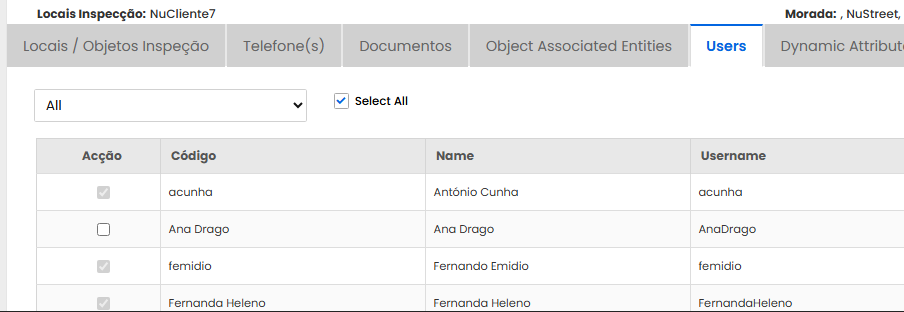 Locais Inspecção: NuCliente7 Morada: , NuStreet,
Locais / Objetos Inspeção Telefone(s) Documentos Object Associated Entities Users Dynamic Attribut
All Select All
Acção Código Name Username
acunha António Cunha acunha
Ana Drago Ana Drago AnaDrago
femidio Fernando Emidio femidio
Fernanda Heleno Fernanda Heleno FernandaHeleno